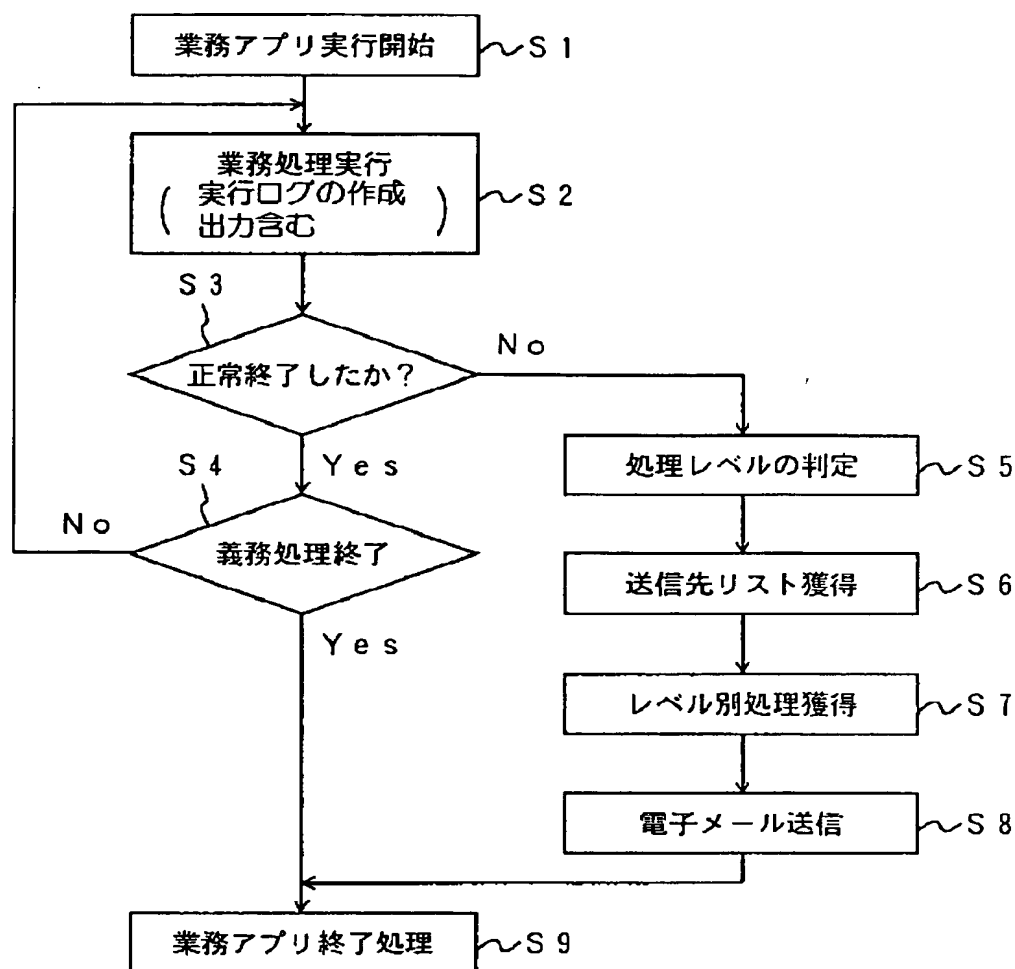 業務アプリ実行開始 S1
業務処理実行
(実行ログの作成
出力含む) S2
S3
正常終了したか?
No
Yes
S4
義務処理終了
No
Yes
処理レベルの判定 S5
送信先リスト獲得 S6
レベル別処理獲得 S7
電子メール送信 S8
業務アプリ終了処理 S9